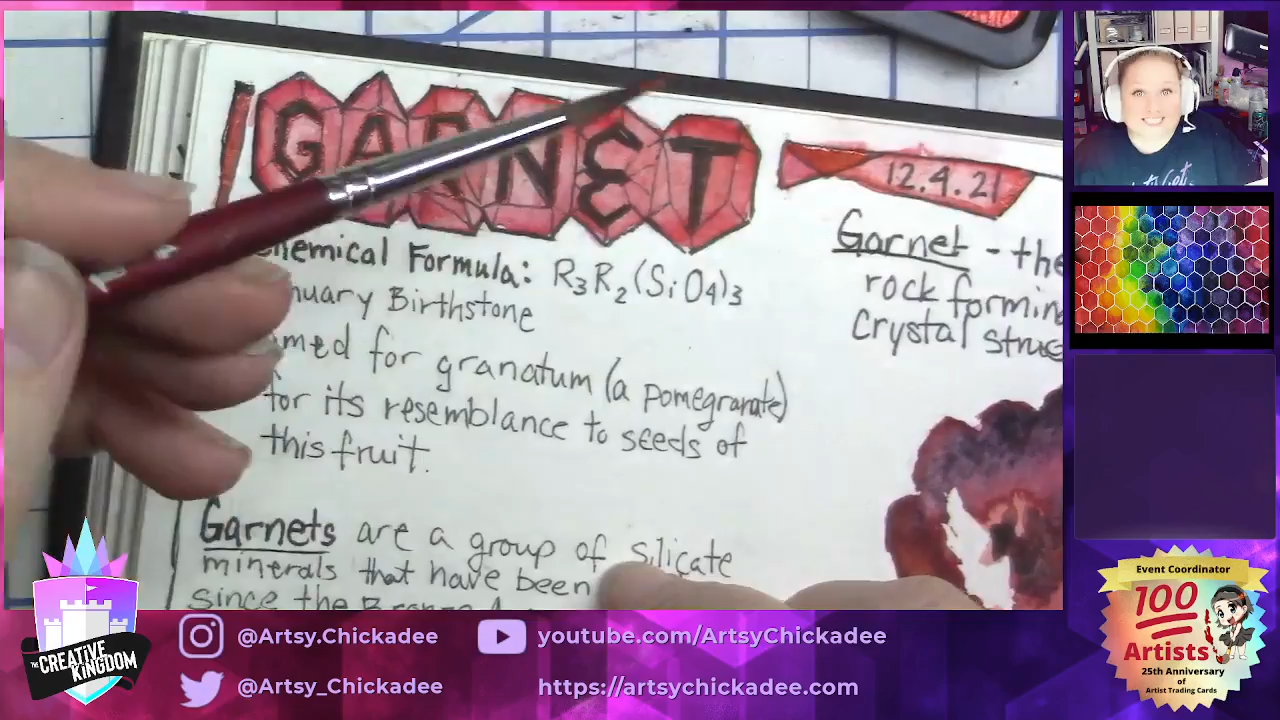 GARNET
12.4.21
Chemical Formula: R3R2(SiO4)3
nuary Birthstone
med for granatum (a pomegranate)
for its resemblance to seeds of
this fruit.
Garnet - the
rock formin
crystal struc
Garnets are a group of silicate
minerals that have been
since the Bronze
THE CREATIVE KINGDOM
@Artsy.Chickadee
youtube.com/ArtsyChickadee
@Artsy_Chickadee
https://artsychickadee.com
Event Coordinator
100
Artists
25th Anniversary
of
Artist Trading Cards